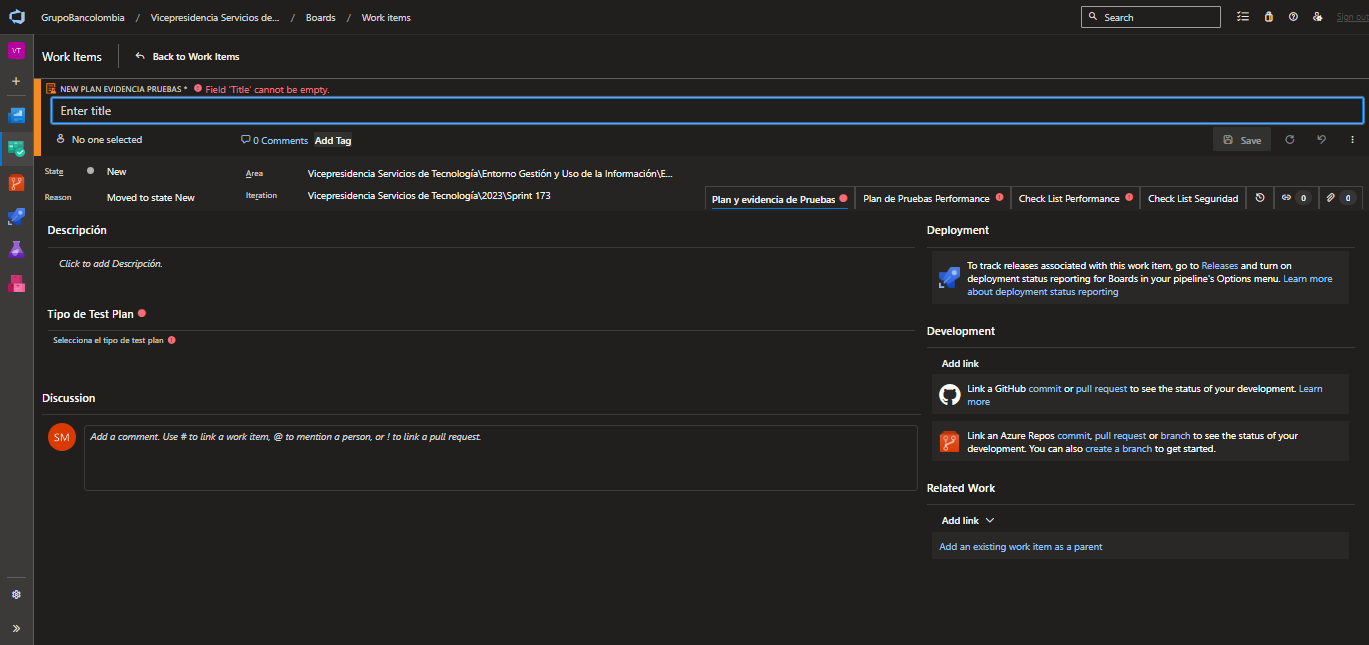 GrupoBancolombia / Vicepresidencia Servicios de... / Boards / Work items
Search
Sign out
VT
Work Items
Back to Work Items
NEW PLAN EVIDENCIA PRUEBAS * Field 'Title' cannot be empty.
Enter title
No one selected
0 Comments
Add Tag
Save
State
New
Area
Vicepresidencia Servicios de Tecnología\Entorno Gestión y Uso de la Información\E...
Reason
Moved to state New
Iteration
Vicepresidencia Servicios de Tecnología\2023\Sprint 173
Plan y evidencia de Pruebas
Plan de Pruebas Performance
Check List Performance
Check List Seguridad
0
0
Descripción
Click to add Descripción.
Tipo de Test Plan
Selecciona el tipo de test plan
Discussion
SM
Add a comment. Use # to link a work item, @ to mention a person, or ! to link a pull request.
Deployment
To track releases associated with this work item, go to Releases and turn on
deployment status reporting for Boards in your pipeline's Options menu. Learn more
about deployment status reporting
Development
Add link
Link a GitHub commit or pull request to see the status of your development. Learn
more
Link an Azure Repos commit, pull request or branch to see the status of your
development. You can also create a branch to get started.
Related Work
Add link
Add an existing work item as a parent